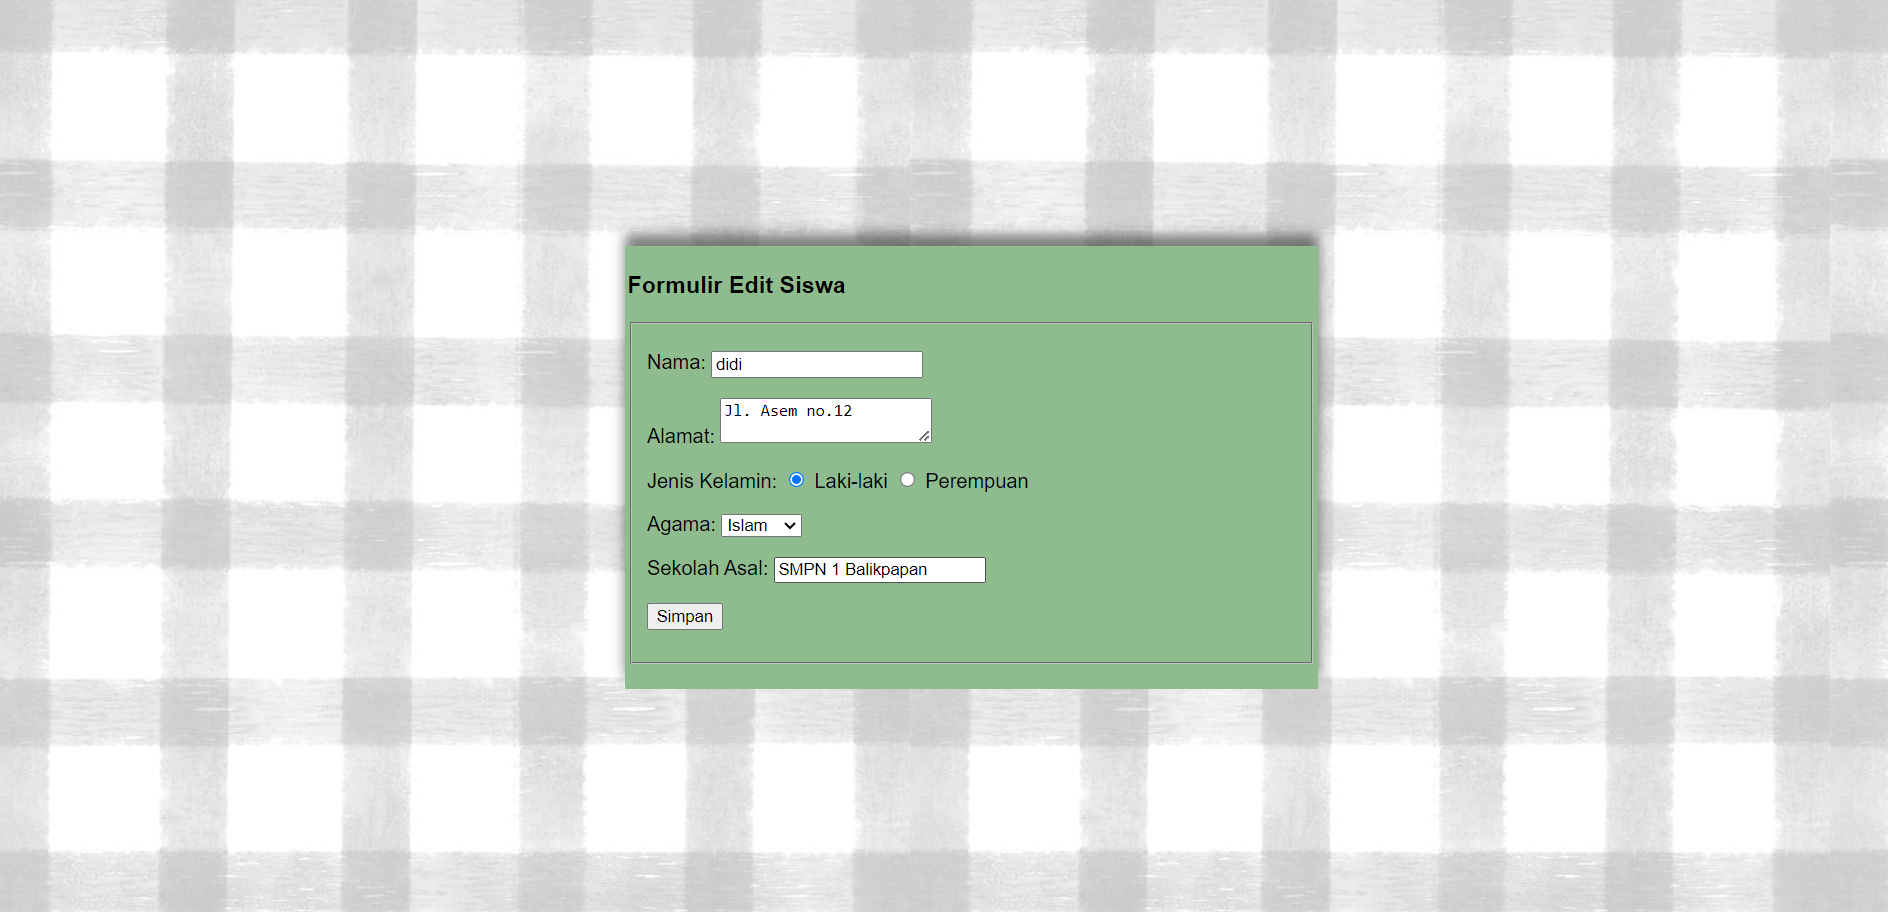 Formulir Edit Siswa
Nama: didi
Alamat: Jl. Asem no.12
Jenis Kelamin: Laki-laki Perempuan
Agama: Islam
Sekolah Asal: SMPN 1 Balikpapan
Simpan